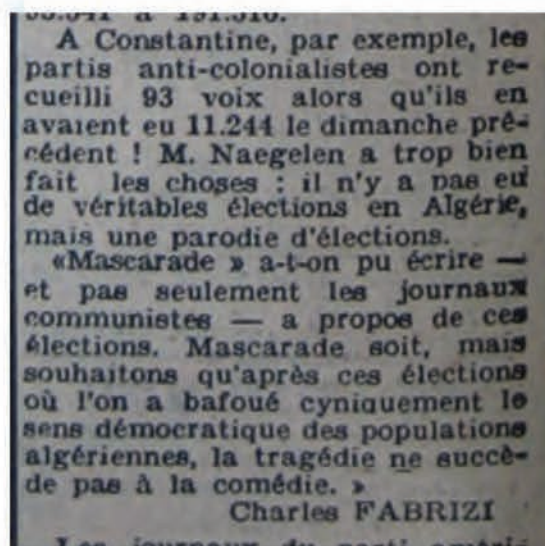 A Constantine, par exemple, les
partis anti-colonialistes ont re-
cueilli 93 voix alors qu'ils en
avaient eu 11.244 le dimanche pré-
cédent ! M. Naegelen a trop bien
fait les choses : il n'y a pas eu
de véritables élections en Algérie,
mais une parodie d'élections.
«Mascarade » a-t-on pu écrire —
et pas seulement les journaux
communistes — a propos de ces
élections. Mascarade soit, mais
souhaitons qu'après ces élections
où l'on a bafoué cyniquement le
sens démocratique des populations
algériennes, la tragédie ne succè-
de pas à la comédie. »
Charles FABRIZI